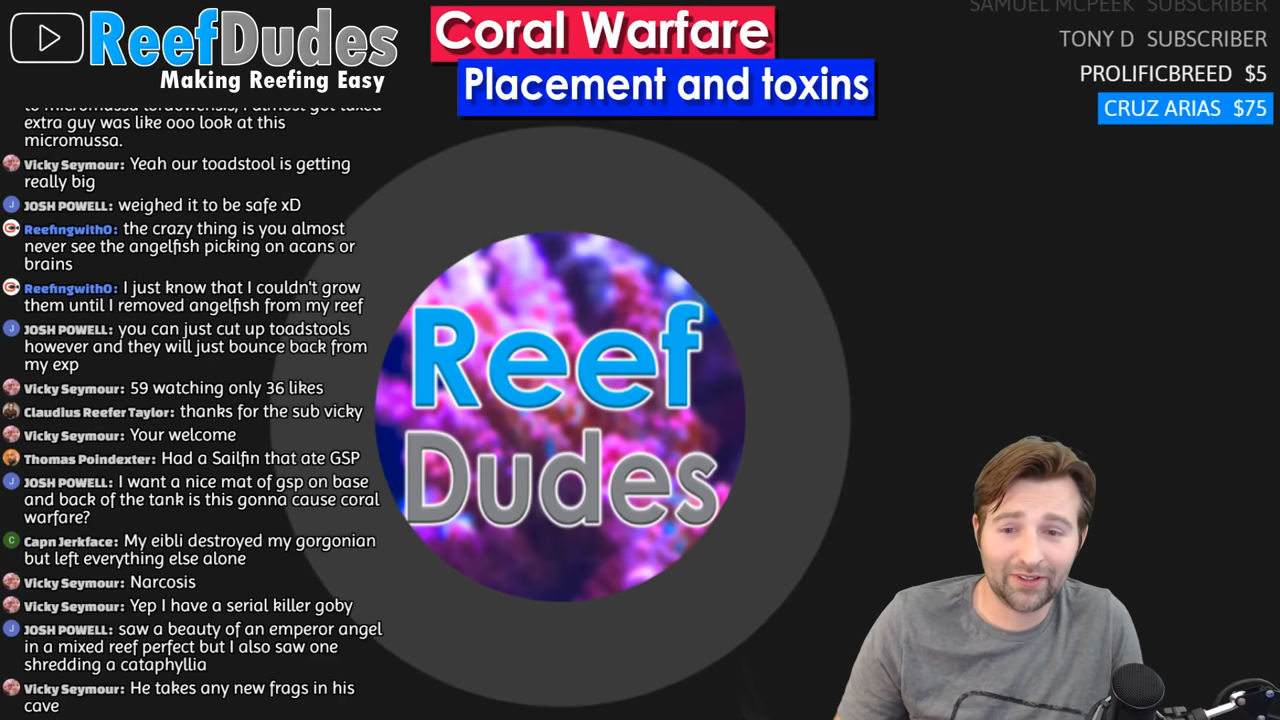 ReefDudes
Making Reefing Easy
Coral Warfare
Placement and toxins
SAMUEL MCPEEK SUBSCRIBER
TONY D SUBSCRIBER
PROLIFICBREED $5
CRUZ ARIAS $75
extra guy was like ooo look at this
micromussa.
Vicky Seymour: Yeah our toadstool is getting
really big
JOSH POWELL: weighed it to be safe xD
ReefingwithO: the crazy thing is you almost
never see the angelfish picking on acans or
brains
ReefingwithO: I just know that I couldn't grow
them until I removed angelfish from my reef
JOSH POWELL: you can just cut up toadstools
however and they will just bounce back from
my exp
Vicky Seymour: 59 watching only 36 likes
Claudius Reefer Taylor: thanks for the sub vicky
Vicky Seymour: Your welcome
Thomas Poindexter: Had a Sailfin that ate GSP
JOSH POWELL: I want a nice mat of gsp on base
and back of the tank is this gonna cause coral
warfare?
Capn Jerkface: My eibli destroyed my gorgonian
but left everything else alone
Vicky Seymour: Narcosis
Vicky Seymour: Yep I have a serial killer goby
JOSH POWELL: saw a beauty of an emperor angel
in a mixed reef perfect but I also saw one
shredding a cataphyllia
Vicky Seymour: He takes any new frags in his
cave
Reef
Dudes